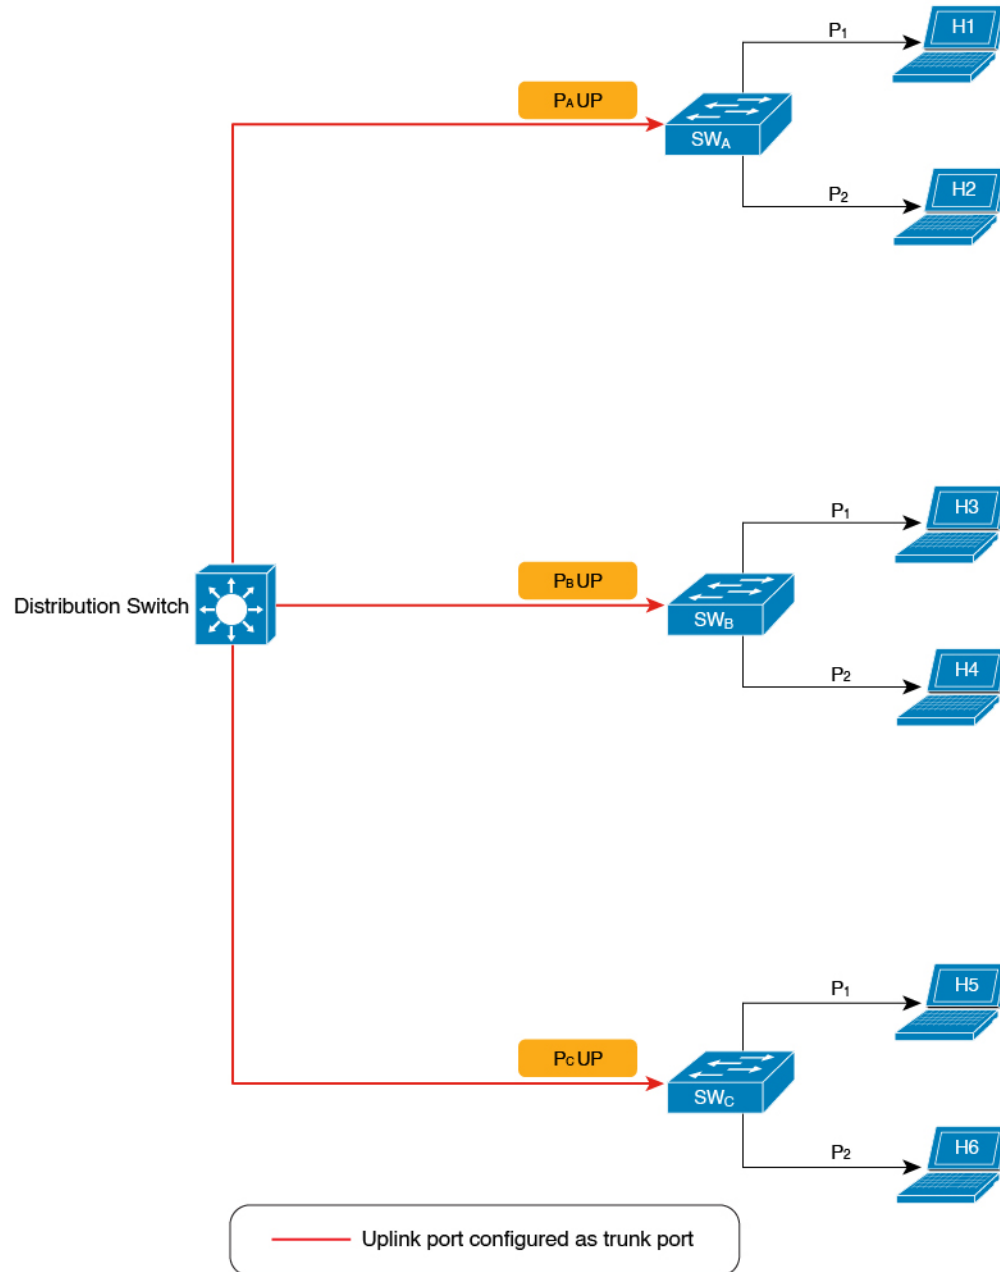 P₁
H1
PA UP
SWA
P₂
H2
P₁
H3
PB UP
Distribution Switch
SWB
P₂
H4
P₁
H5
PC UP
SWC
P₂
H6
Uplink port configured as trunk port